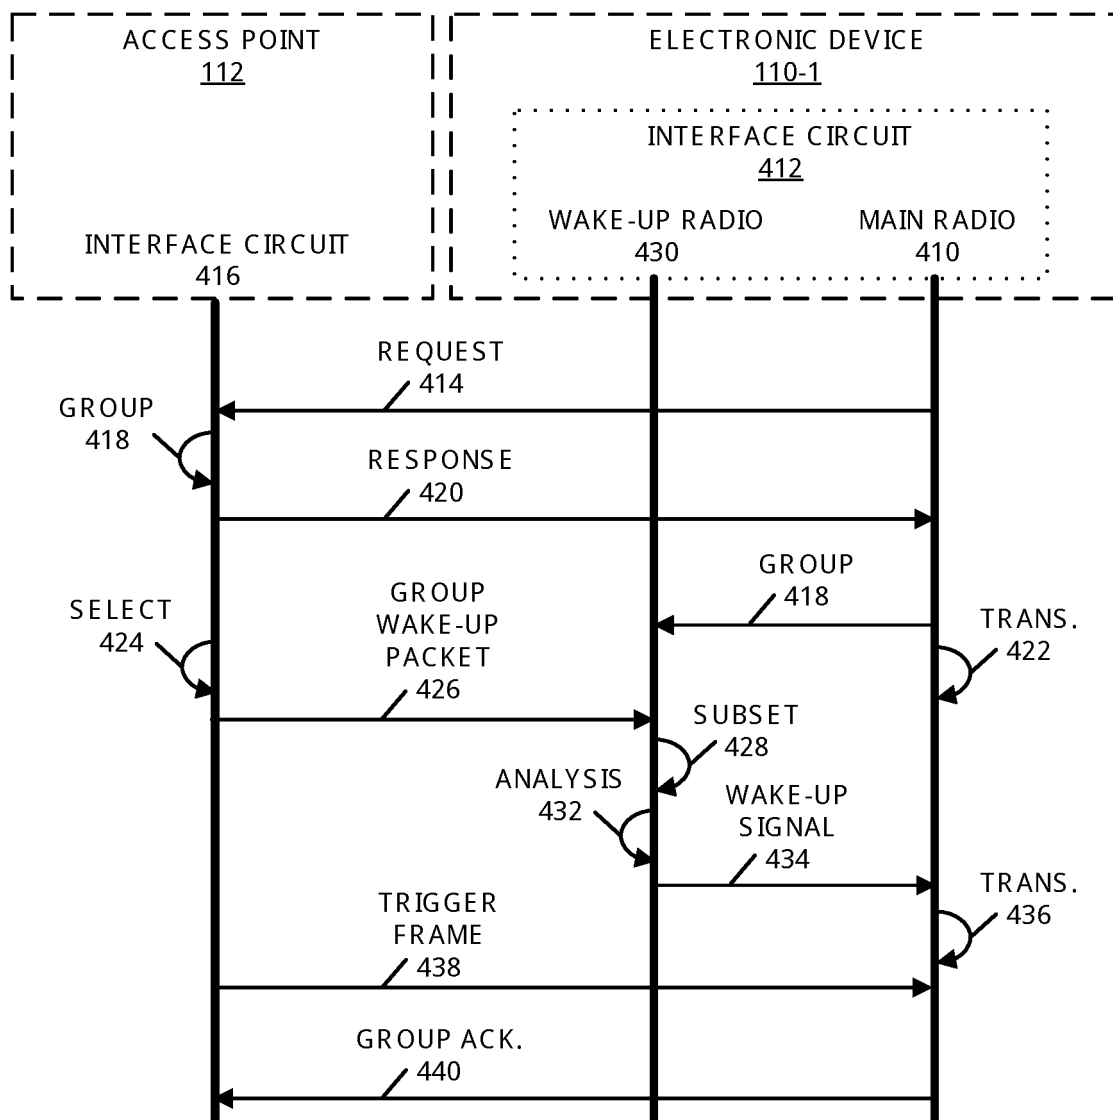 ACCESS POINT
112
ELECTRONIC DEVICE
110-1
INTERFACE CIRCUIT
412
WAKE-UP RADIO
430
MAIN RADIO
410
INTERFACE CIRCUIT
416
REQUEST
414
GROUP
418
RESPONSE
420
GROUP
418
SELECT
424
GROUP
WAKE-UP
PACKET
426
TRANS.
422
SUBSET
428
ANALYSIS
432
WAKE-UP
SIGNAL
434
TRANS.
436
TRIGGER
FRAME
438
GROUP ACK.
440